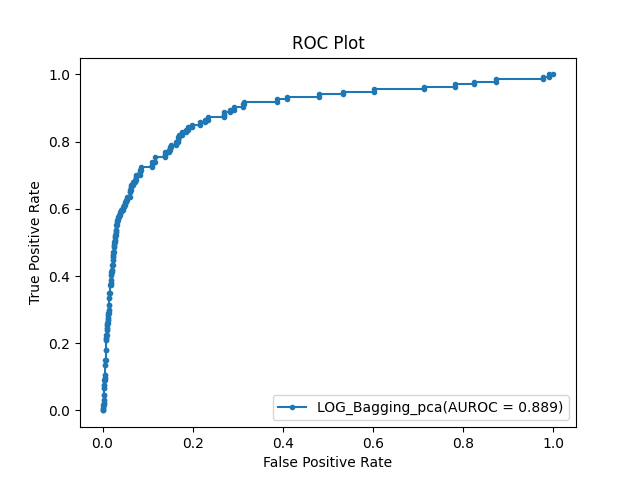 ROC Plot
True Positive Rate
1.0
0.8
0.6
0.4
0.2
0.0
LOG_Bagging_pca(AUROC = 0.889)
0.0 0.2 0.4 0.6 0.8 1.0
False Positive Rate